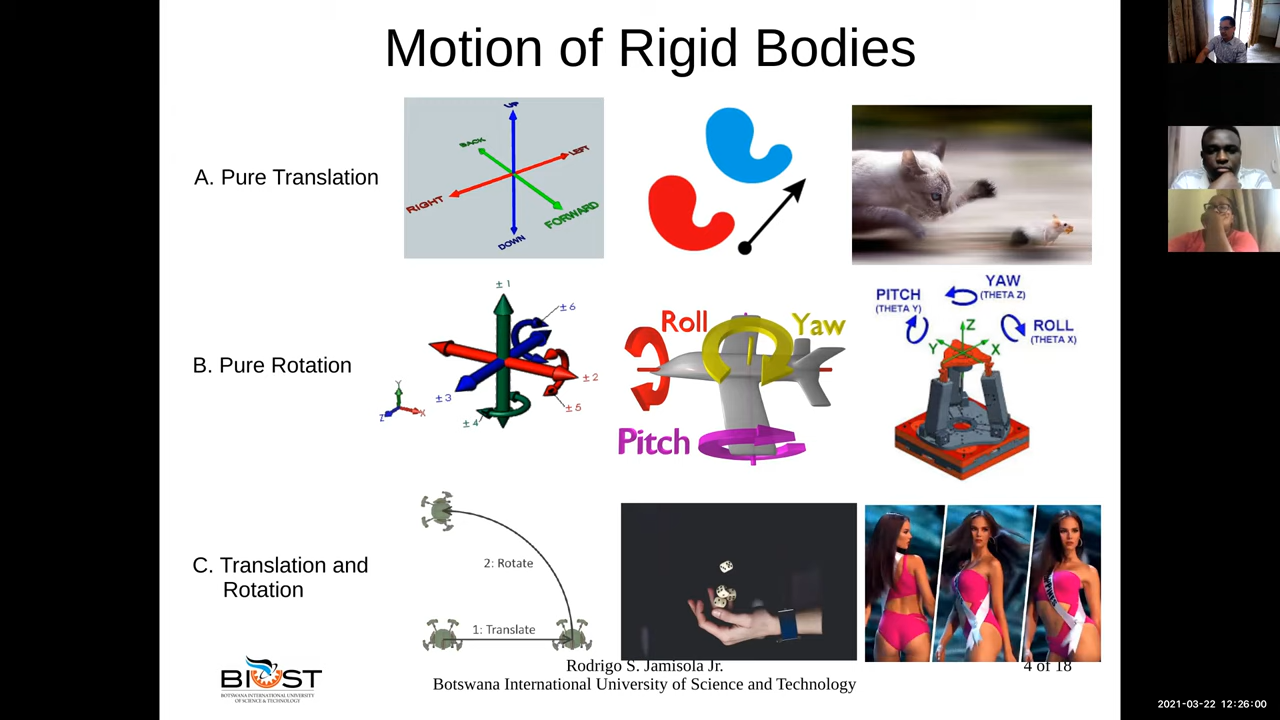 Motion of Rigid Bodies
A. Pure Translation
UP
BACK
LEFT
RIGHT
FORWARD
DOWN
B. Pure Rotation
± 1
± 6
± 2
± 3
± 5
± 4
Y
X
Z
Roll
Yaw
Pitch
YAW
(THETA Z)
PITCH
(THETA Y)
ROLL
(THETA X)
Z
Y
X
C. Translation and
Rotation
2: Rotate
1: Translate
BIUST
BOTSWANA INTERNATIONAL UNIVERSITY
OF SCIENCE & TECHNOLOGY
Rodrigo S. Jamisola Jr.
Botswana International University of Science and Technology
4 of 18
2021-03-22 12:26:00